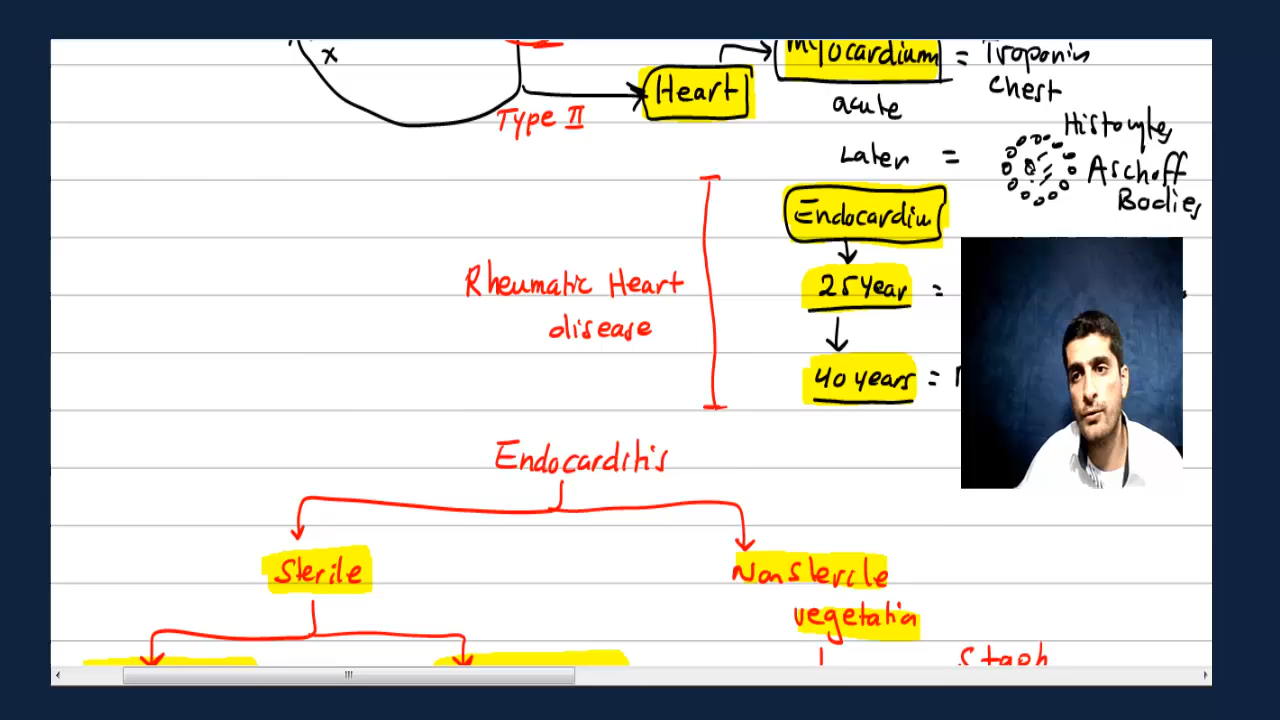 x
Myocardium = Troponin
Heart
Chest
Type II
acute
Histocytes
Later =
Aschoff
Bodies
Endocardiu
25 year =
Rheumatic Heart
disease
40 years =
Endocarditis
Sterile
Nonsterile
vegetation
Staph